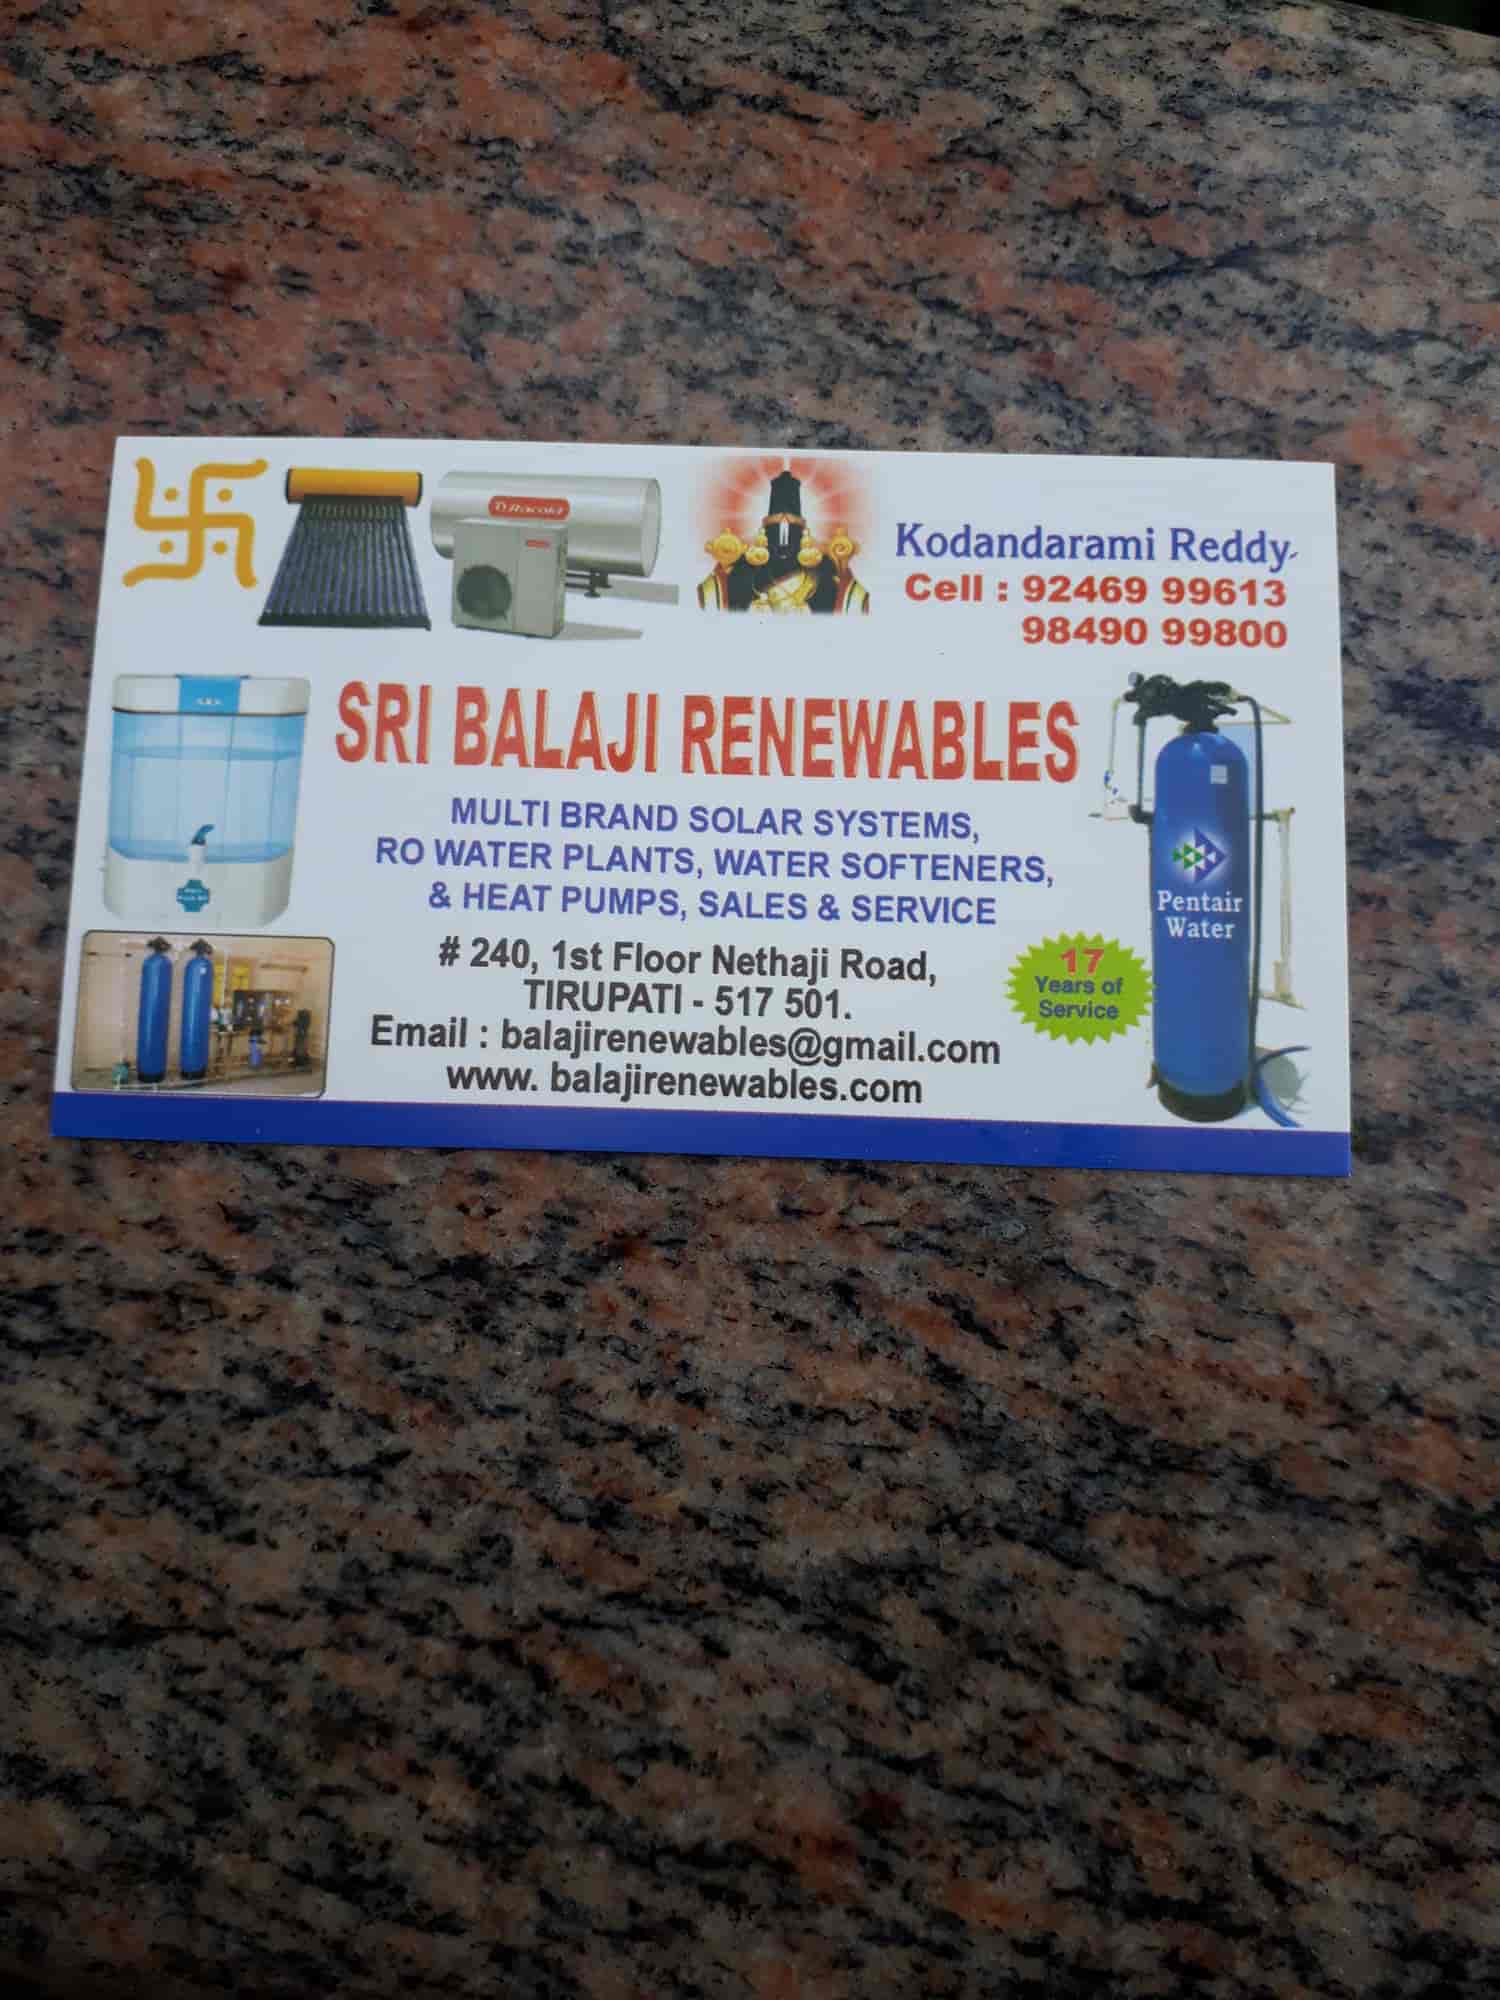 Racold
Kodandarami Reddy
Cell : 92469 99613
98490 99800
SRI BALAJI RENEWABLES
MULTI BRAND SOLAR SYSTEMS,
RO WATER PLANTS, WATER SOFTENERS,
& HEAT PUMPS, SALES & SERVICE
# 240, 1st Floor Nethaji Road,
TIRUPATI - 517 501.
Email : balajirenewables@gmail.com
www. balajirenewables.com
17
Years of
Service
Pentair
Water